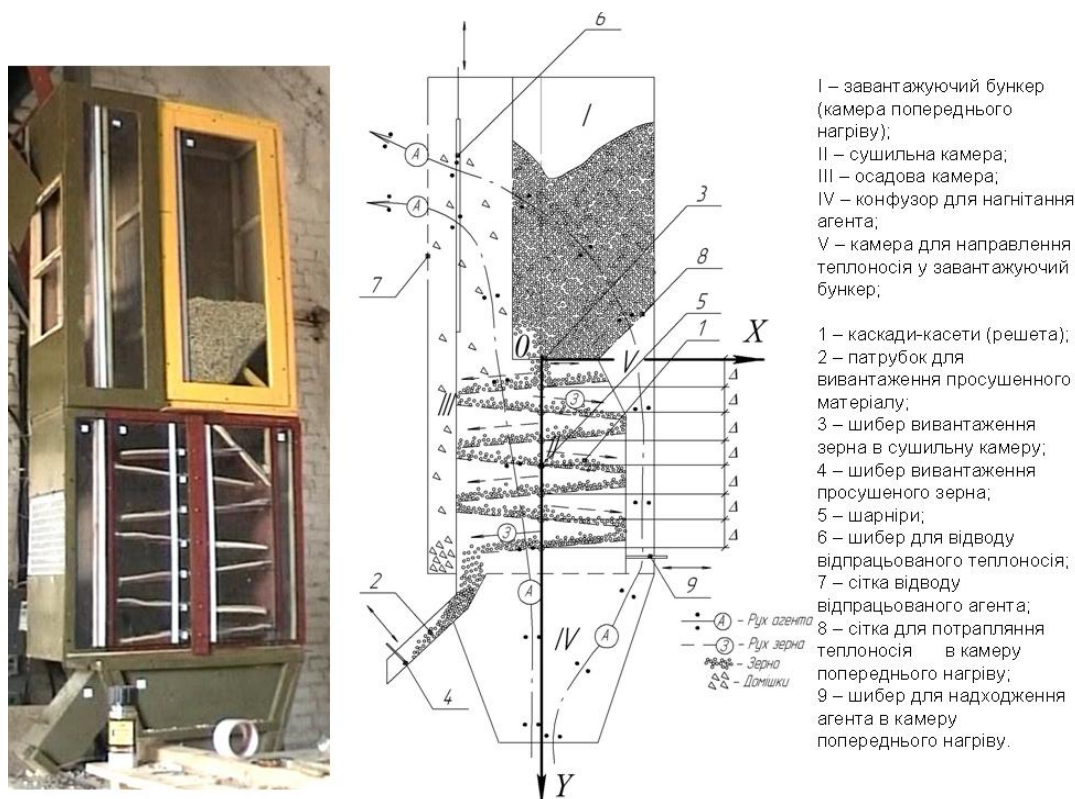 6
I
A
A
3
8
7
5
1
O
X
V
Δ
III
З
Δ
Δ
II
Δ
Δ
Δ
З
Δ
2
A
9
IV
A
A – Рух агента
З – Рух зерна
– Зерно
– Домішки
4
Y
I – завантажуючий бункер
(камера попереднього
нагріву);
II – сушильна камера;
III – осадова камера;
IV – конфузор для нагнітання
агента;
V – камера для направлення
теплоносія у завантажуючий
бункер;
1 – каскади-касети (решета);
2 – патрубок для
вивантаження просушенного
матеріалу;
3 – шибер вивантаження
зерна в сушильну камеру;
4 – шибер вивантаження
просушеного зерна;
5 – шарніри;
6 – шибер для відводу
відпрацьованого теплоносія;
7 – сітка відводу
відпрацьованого агента;
8 – сітка для потрапляння
теплоносія в камеру
попереднього нагріву;
9 – шибер для надходження
агента в камеру
попереднього нагріву.